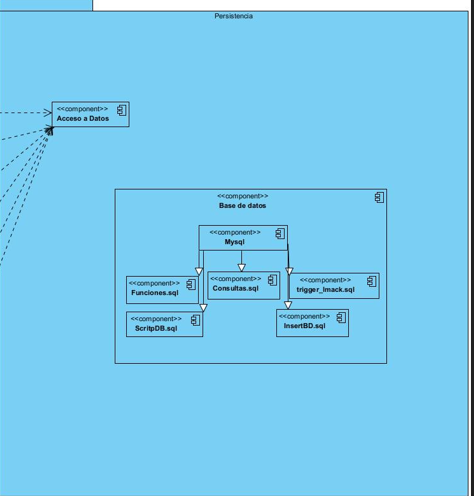 Persistencia
<<component>>
Acceso a Datos
<<component>>
Base de datos
<<component>>
Mysql
<<component>>
Funciones.sql
<<component>>
Consultas.sql
<<component>>
trigger_Imack.sql
<<component>>
ScritpDB.sql
<<component>>
InsertBD.sql